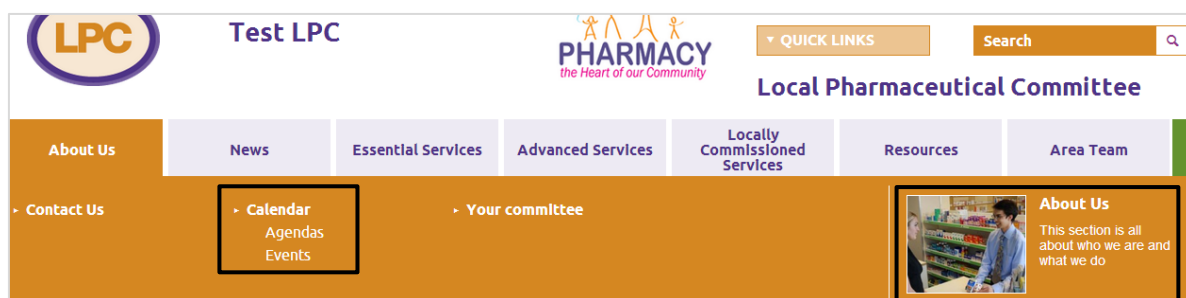 LPC
Test LPC
PHARMACY
the Heart of our Community
▼ QUICK LINKS
Search
Local Pharmaceutical Committee
About Us
News
Essential Services
Advanced Services
Locally
Commissioned
Services
Resources
Area Team
▸ Contact Us
▸ Calendar
Agendas
Events
▸ Your committee
About Us
This section is all
about who we are and
what we do